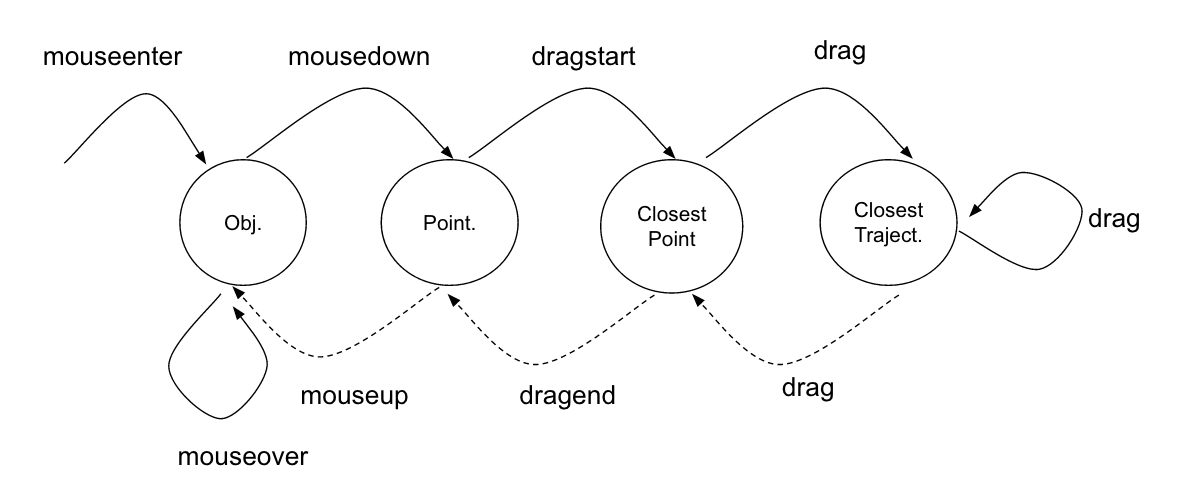 mouseenter
mousedown
dragstart
drag
Obj.
Point.
Closest
Point
Closest
Traject.
drag
mouseup
dragend
drag
mouseover